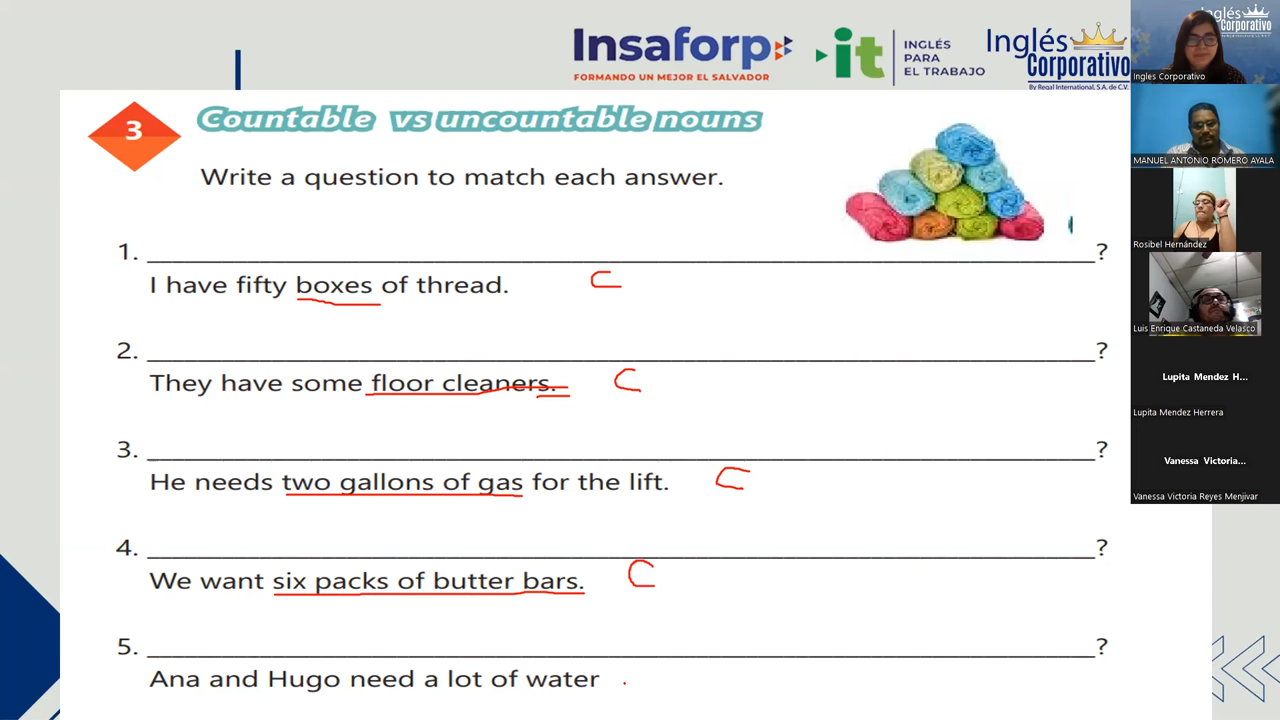 Insaforp
FORMANDO UN MEJOR EL SALVADOR
it
INGLÉS
PARA
EL TRABAJO
Inglés
Corporativo
By Regal International, S.A. de C.V.
3
Countable vs uncountable nouns
Write a question to match each answer.
1. ?
I have fifty boxes of thread. C
2. ?
They have some floor cleaners. C
3. ?
He needs two gallons of gas for the lift. C
4. ?
We want six packs of butter bars. C
5. ?
Ana and Hugo need a lot of water .
Inglés
Corporativo
Ingles Corporativo
MANUEL ANTONIO ROMERO AYALA
Rosibel Hernández
Luis Enrique Castaneda Velasco
Lupita Mendez H...
Lupita Mendez Herrera
Vanessa Victoria...
Vanessa Victoria Reyes Menjivar